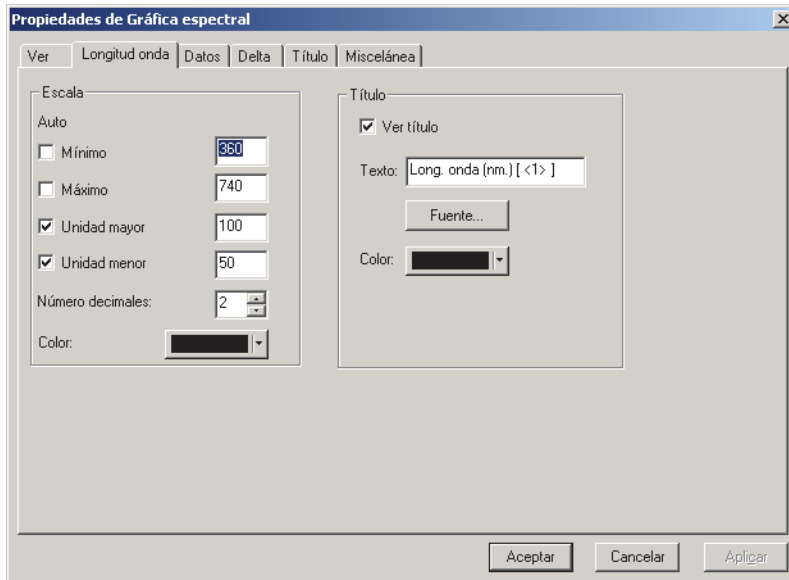 Propiedades de Gráfica espectral
Ver Longitud onda Datos Delta Título Miscelánea
Escala
Auto
Mínimo 360
Máximo 740
Unidad mayor 100
Unidad menor 50
Número decimales: 2
Color:
Título
Ver título
Texto: Long. onda (nm.) [ <1> ]
Fuente...
Color:
Aceptar Cancelar Aplicar